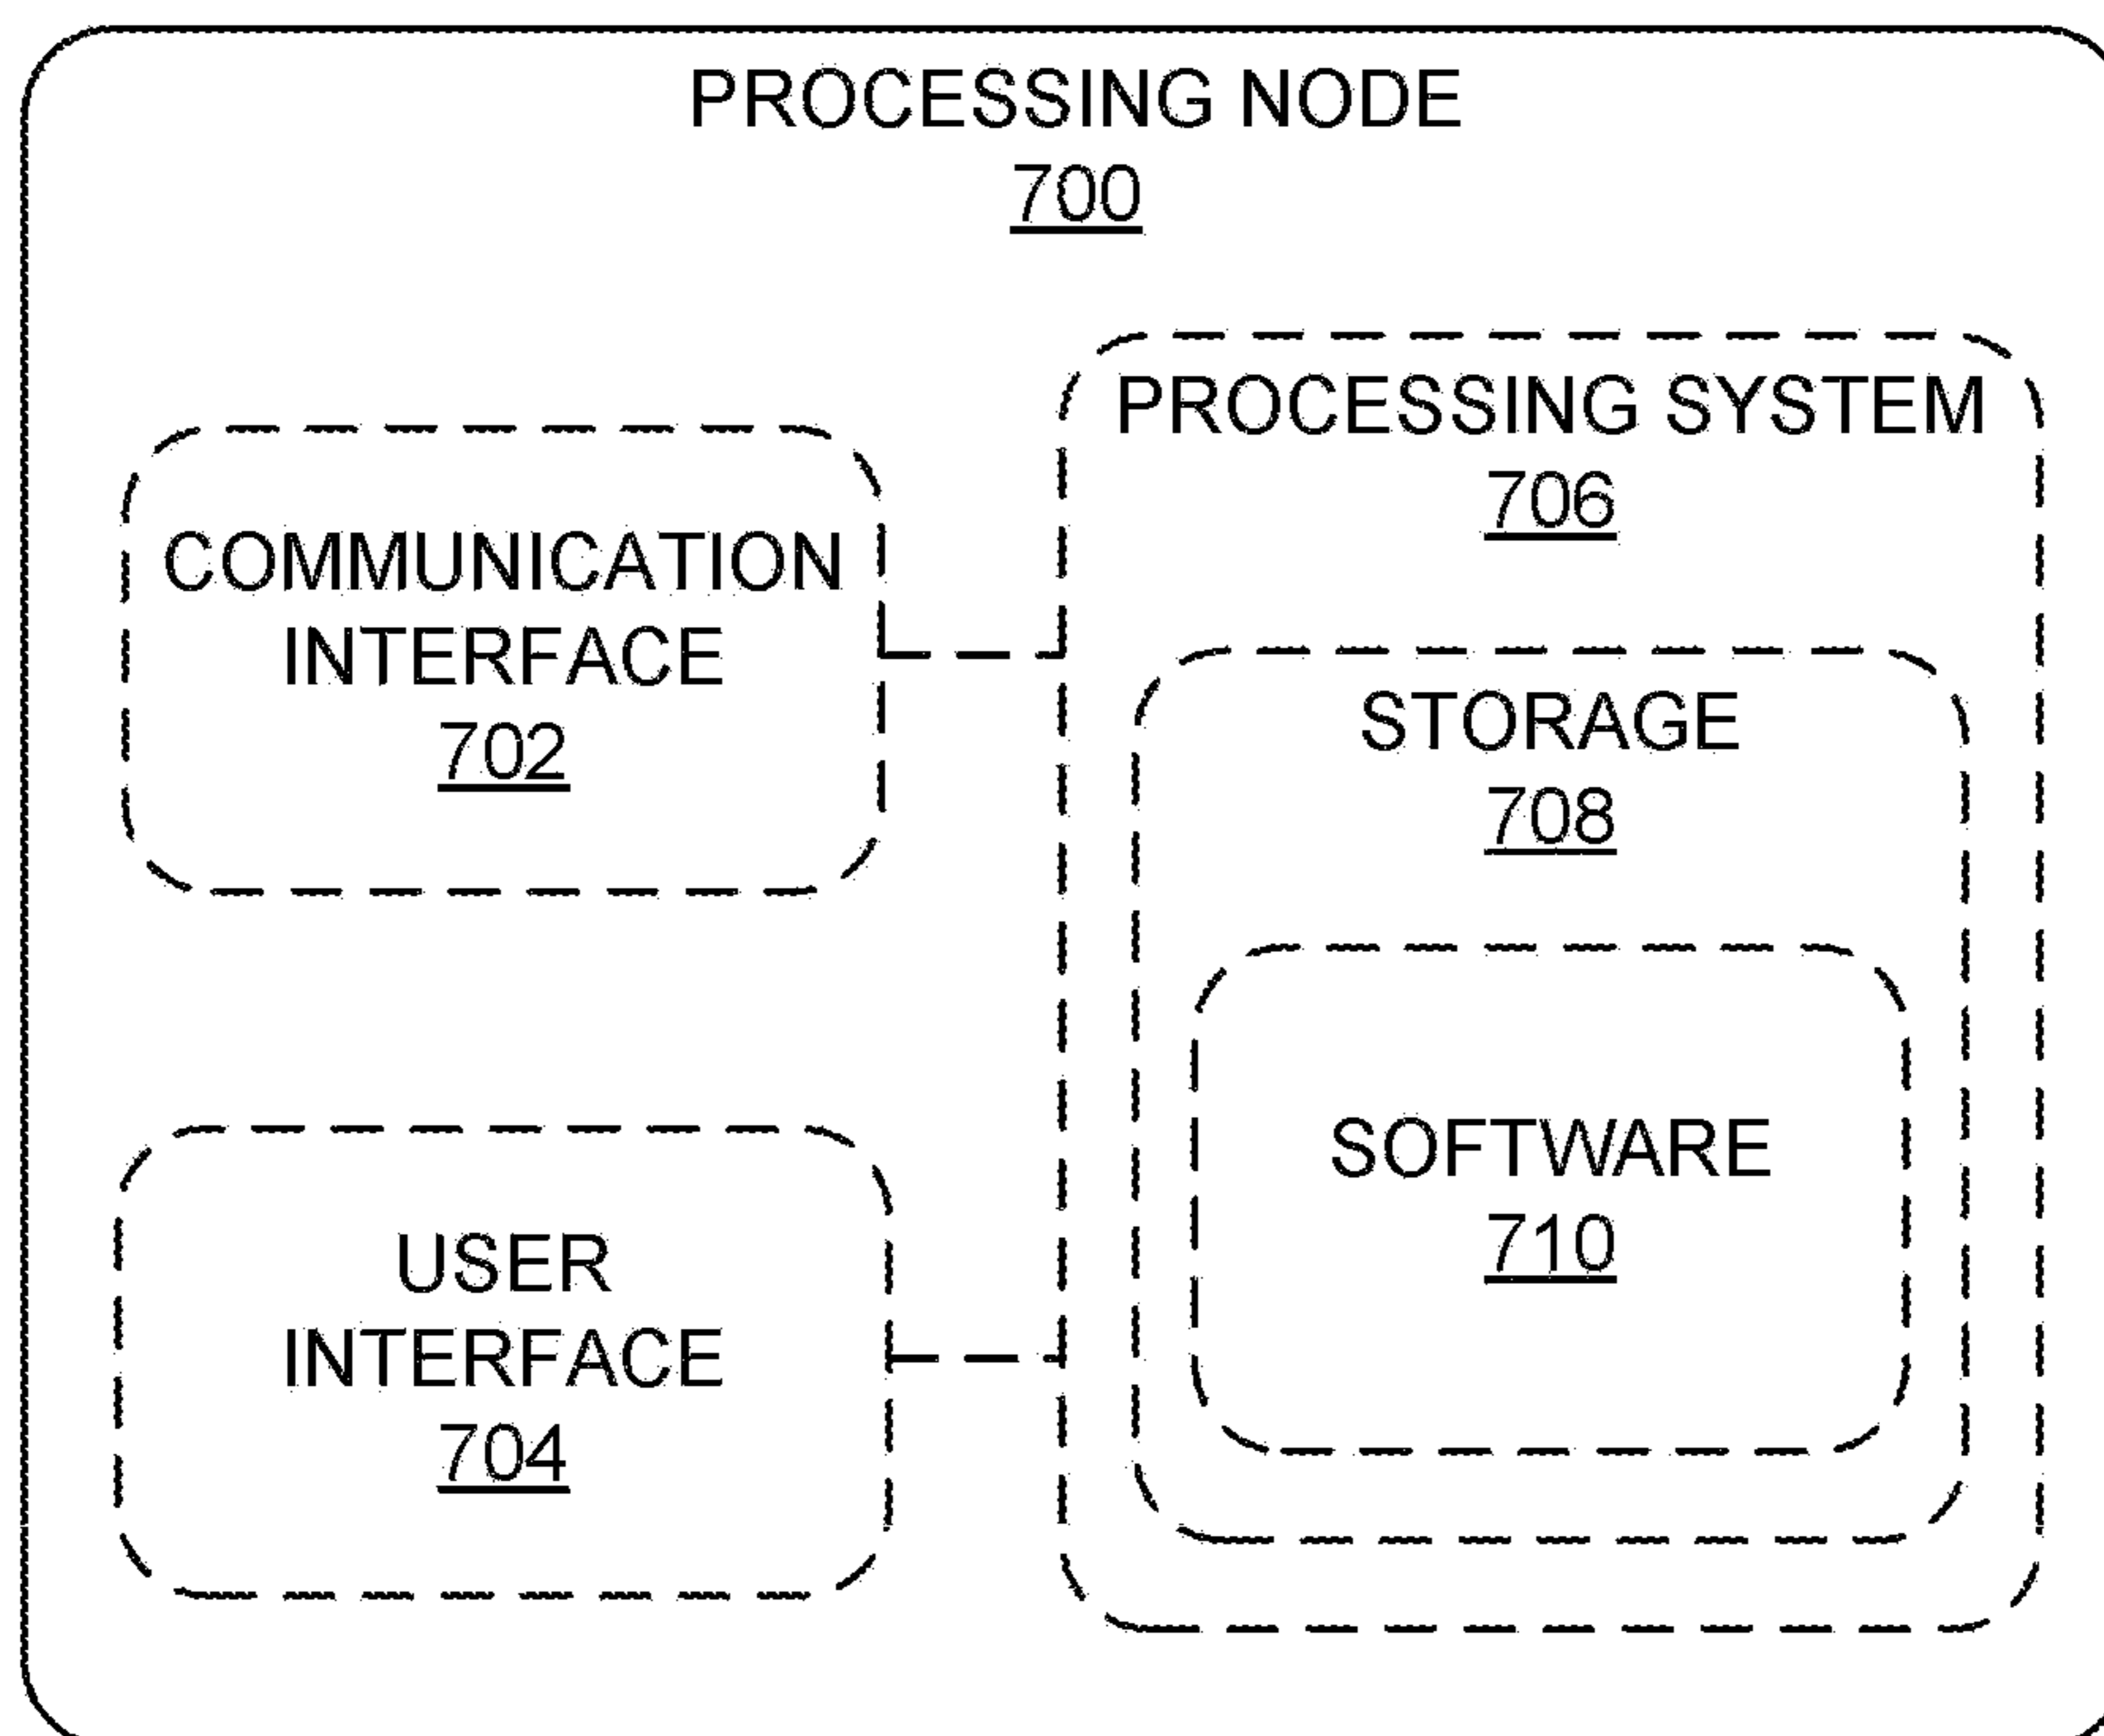 PROCESSING NODE
700
PROCESSING SYSTEM
706
COMMUNICATION
INTERFACE
702
STORAGE
708
SOFTWARE
710
USER
INTERFACE
704